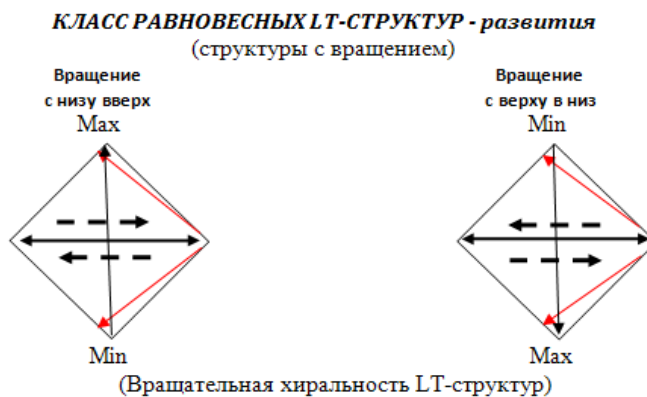 КЛАСС РАВНОВЕСНЫХ LT-СТРУКТУР - развития
(структуры с вращением)
Вращение
с низу вверх
Max
Min
Вращение
с верху в низ
Min
Max
(Вращательная хиральность LT-структур)